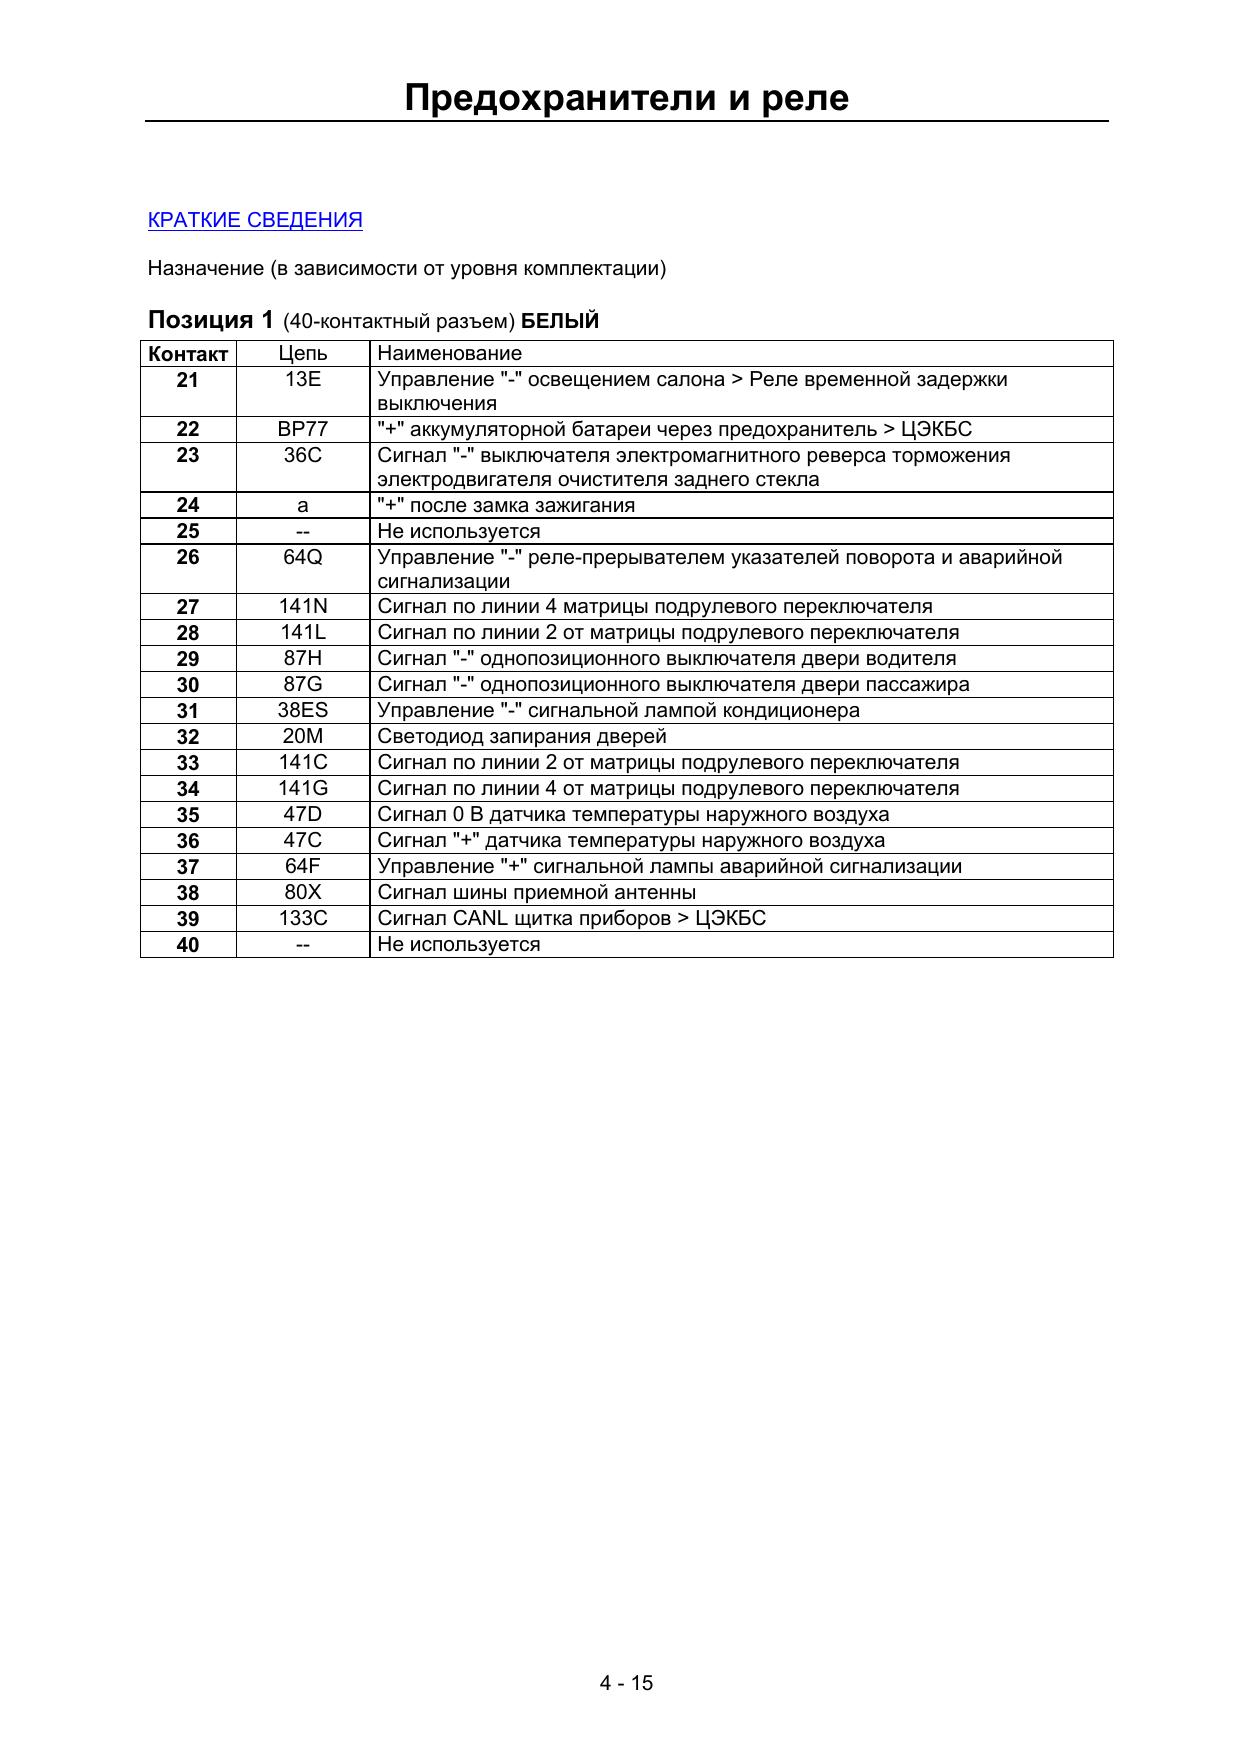 Предохранители и реле
КРАТКИЕ СВЕДЕНИЯ
Назначение (в зависимости от уровня комплектации)
Позиция 1 (40-контактный разъем) БЕЛЫЙ
Контакт Цепь Наименование
21 13E Управление "-" освещением салона > Реле временной задержки
выключения
22 BP77 "+" аккумуляторной батареи через предохранитель > ЦЭКБС
23 36C Сигнал "-" выключателя электромагнитного реверса торможения
электродвигателя очистителя заднего стекла
24 a "+" после замка зажигания
25 -- Не используется
26 64Q Управление "-" реле-прерывателем указателей поворота и аварийной
сигнализации
27 141N Сигнал по линии 4 матрицы подрулевого переключателя
28 141L Сигнал по линии 2 от матрицы подрулевого переключателя
29 87H Сигнал "-" однопозиционного выключателя двери водителя
30 87G Сигнал "-" однопозиционного выключателя двери пассажира
31 38ES Управление "-" сигнальной лампой кондиционера
32 20M Светодиод запирания дверей
33 141C Сигнал по линии 2 от матрицы подрулевого переключателя
34 141G Сигнал по линии 4 от матрицы подрулевого переключателя
35 47D Сигнал 0 В датчика температуры наружного воздуха
36 47C Сигнал "+" датчика температуры наружного воздуха
37 64F Управление "+" сигнальной лампы аварийной сигнализации
38 80X Сигнал шины приемной антенны
39 133C Сигнал CANL щитка приборов > ЦЭКБС
40 -- Не используется
4 - 15